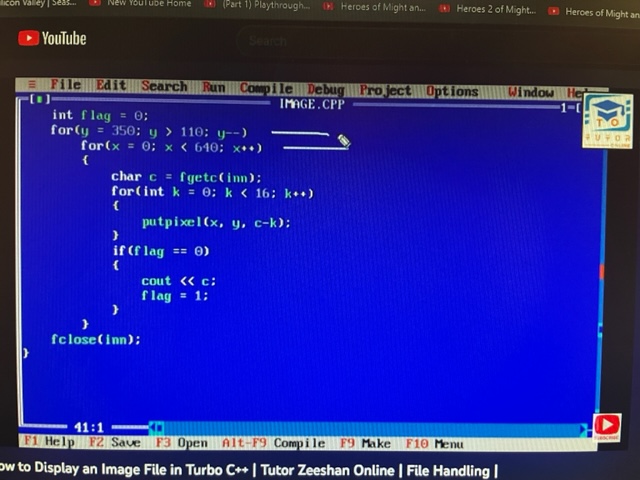 licon Valley | Seas...
New YouTube Home
(Part 1) Playthrough...
Heroes of Might an...
Heroes 2 of Might...
Heroes of Might an
YouTube
Search
≡ File Edit Search Run Compile Debug Project Options Window He
[■] IMAGE.CPP 1=[
int flag = 0;
for(y = 350; y > 110; y--)
for(x = 0; x < 640; x++)
{
char c = fgetc(inn);
for(int k = 0; k < 16; k++)
{
putpixel(x, y, c-k);
}
if(flag == 0)
{
cout << c;
flag = 1;
}
}
fclose(inn);
}
41:1
F1 Help F2 Save F3 Open Alt-F9 Compile F9 Make F10 Menu
ow to Display an Image File in Turbo C++ | Tutor Zeeshan Online | File Handling |